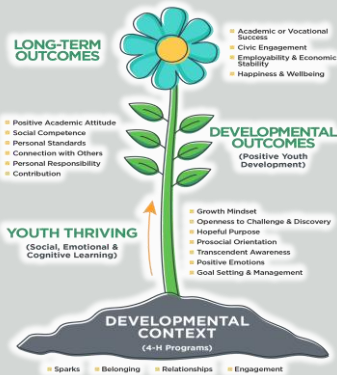 LONG-TERM
OUTCOMES
Academic or Vocational
Success
Civic Engagement
Employability & Economic
Stability
Happiness & Wellbeing
Positive Academic Attitude
Social Competence
Personal Standards
Connection with Others
Personal Responsibility
Contribution
DEVELOPMENTAL
OUTCOMES
(Positive Youth
Development)
YOUTH THRIVING
(Social, Emotional &
Cognitive Learning)
Growth Mindset
Openness to Challenge & Discovery
Hopeful Purpose
Prosocial Orientation
Transcendent Awareness
Positive Emotions
Goal Setting & Management
DEVELOPMENTAL
CONTEXT
(4-H Programs)
Sparks Belonging Relationships Engagement